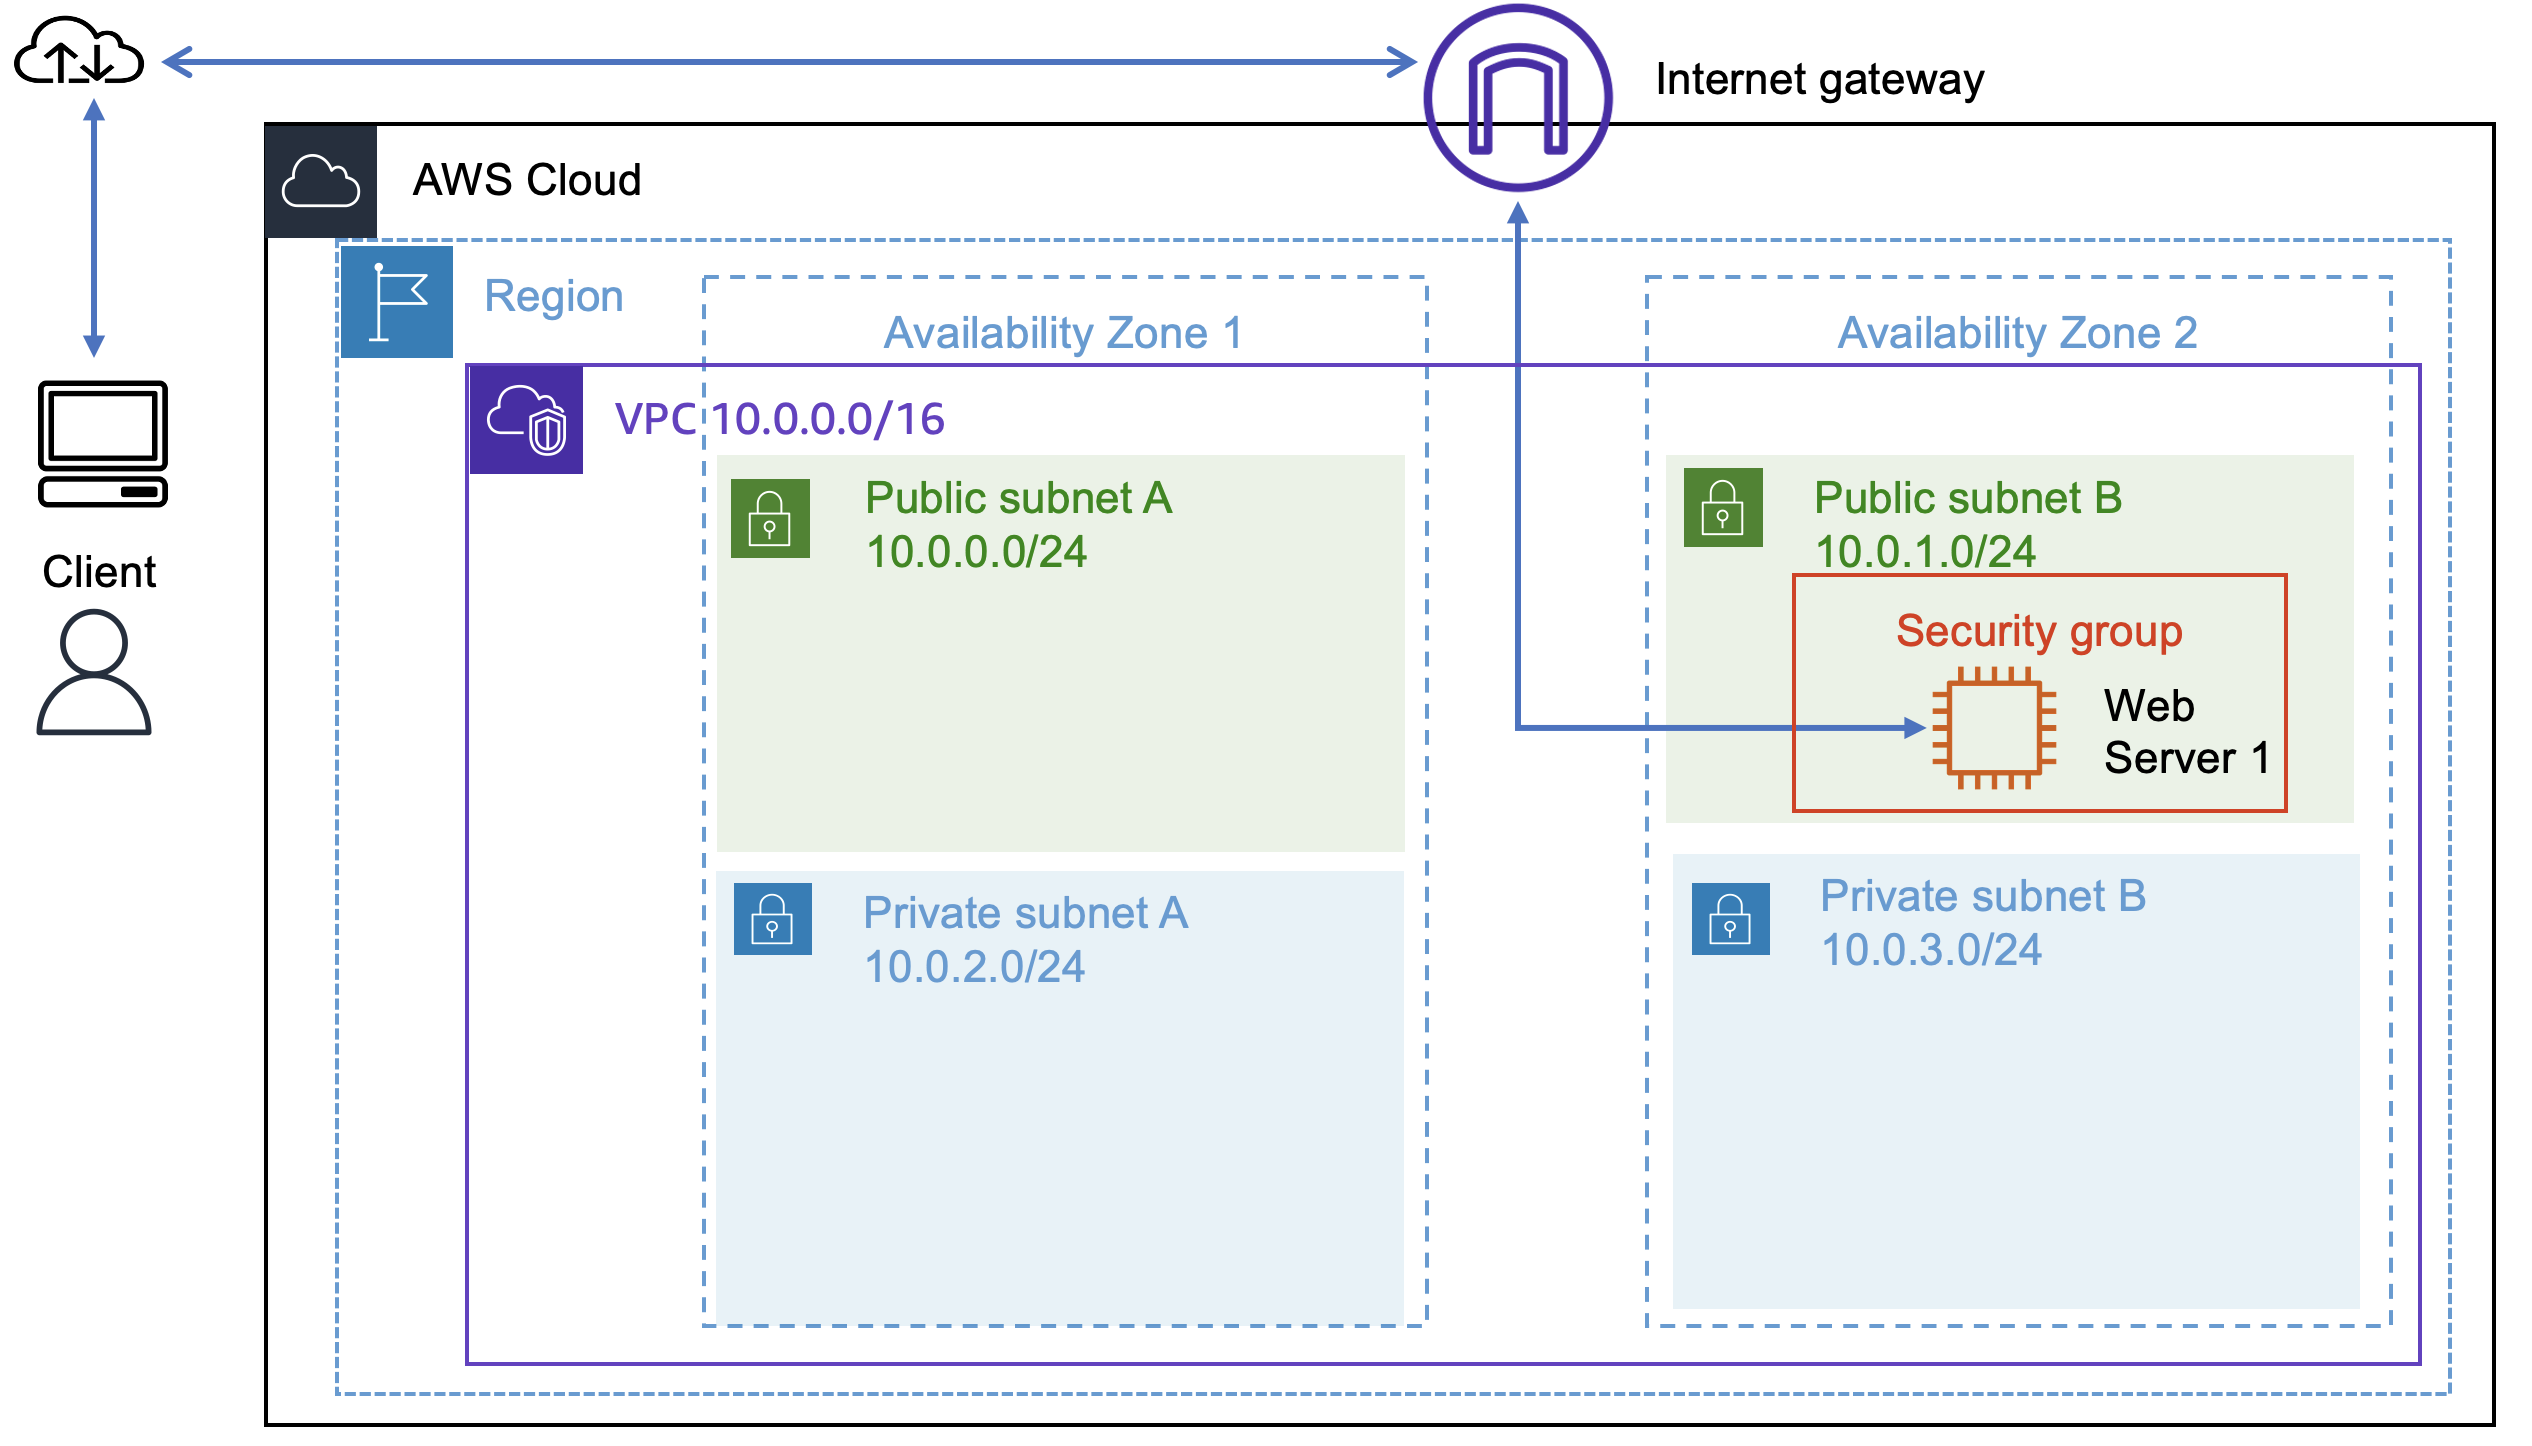 Internet gateway
AWS Cloud
Region
Availability Zone 1
Availability Zone 2
VPC 10.0.0.0/16
Public subnet A
10.0.0.0/24
Public subnet B
10.0.1.0/24
Client
Security group
Web
Server 1
Private subnet A
10.0.2.0/24
Private subnet B
10.0.3.0/24